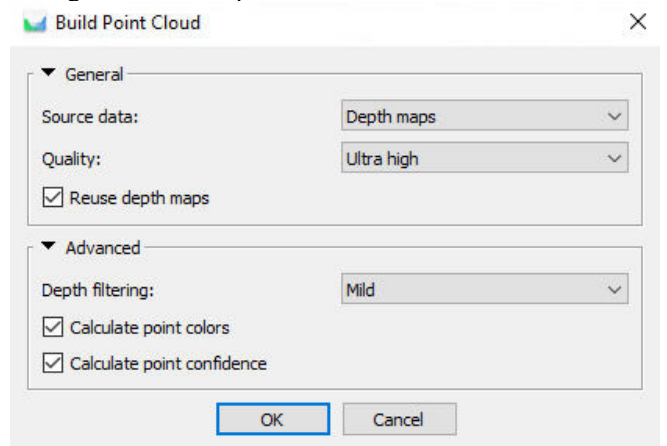 Build Point Cloud
General
Source data: Depth maps
Quality: Ultra high
Reuse depth maps
Advanced
Depth filtering: Mild
Calculate point colors
Calculate point confidence
OK Cancel